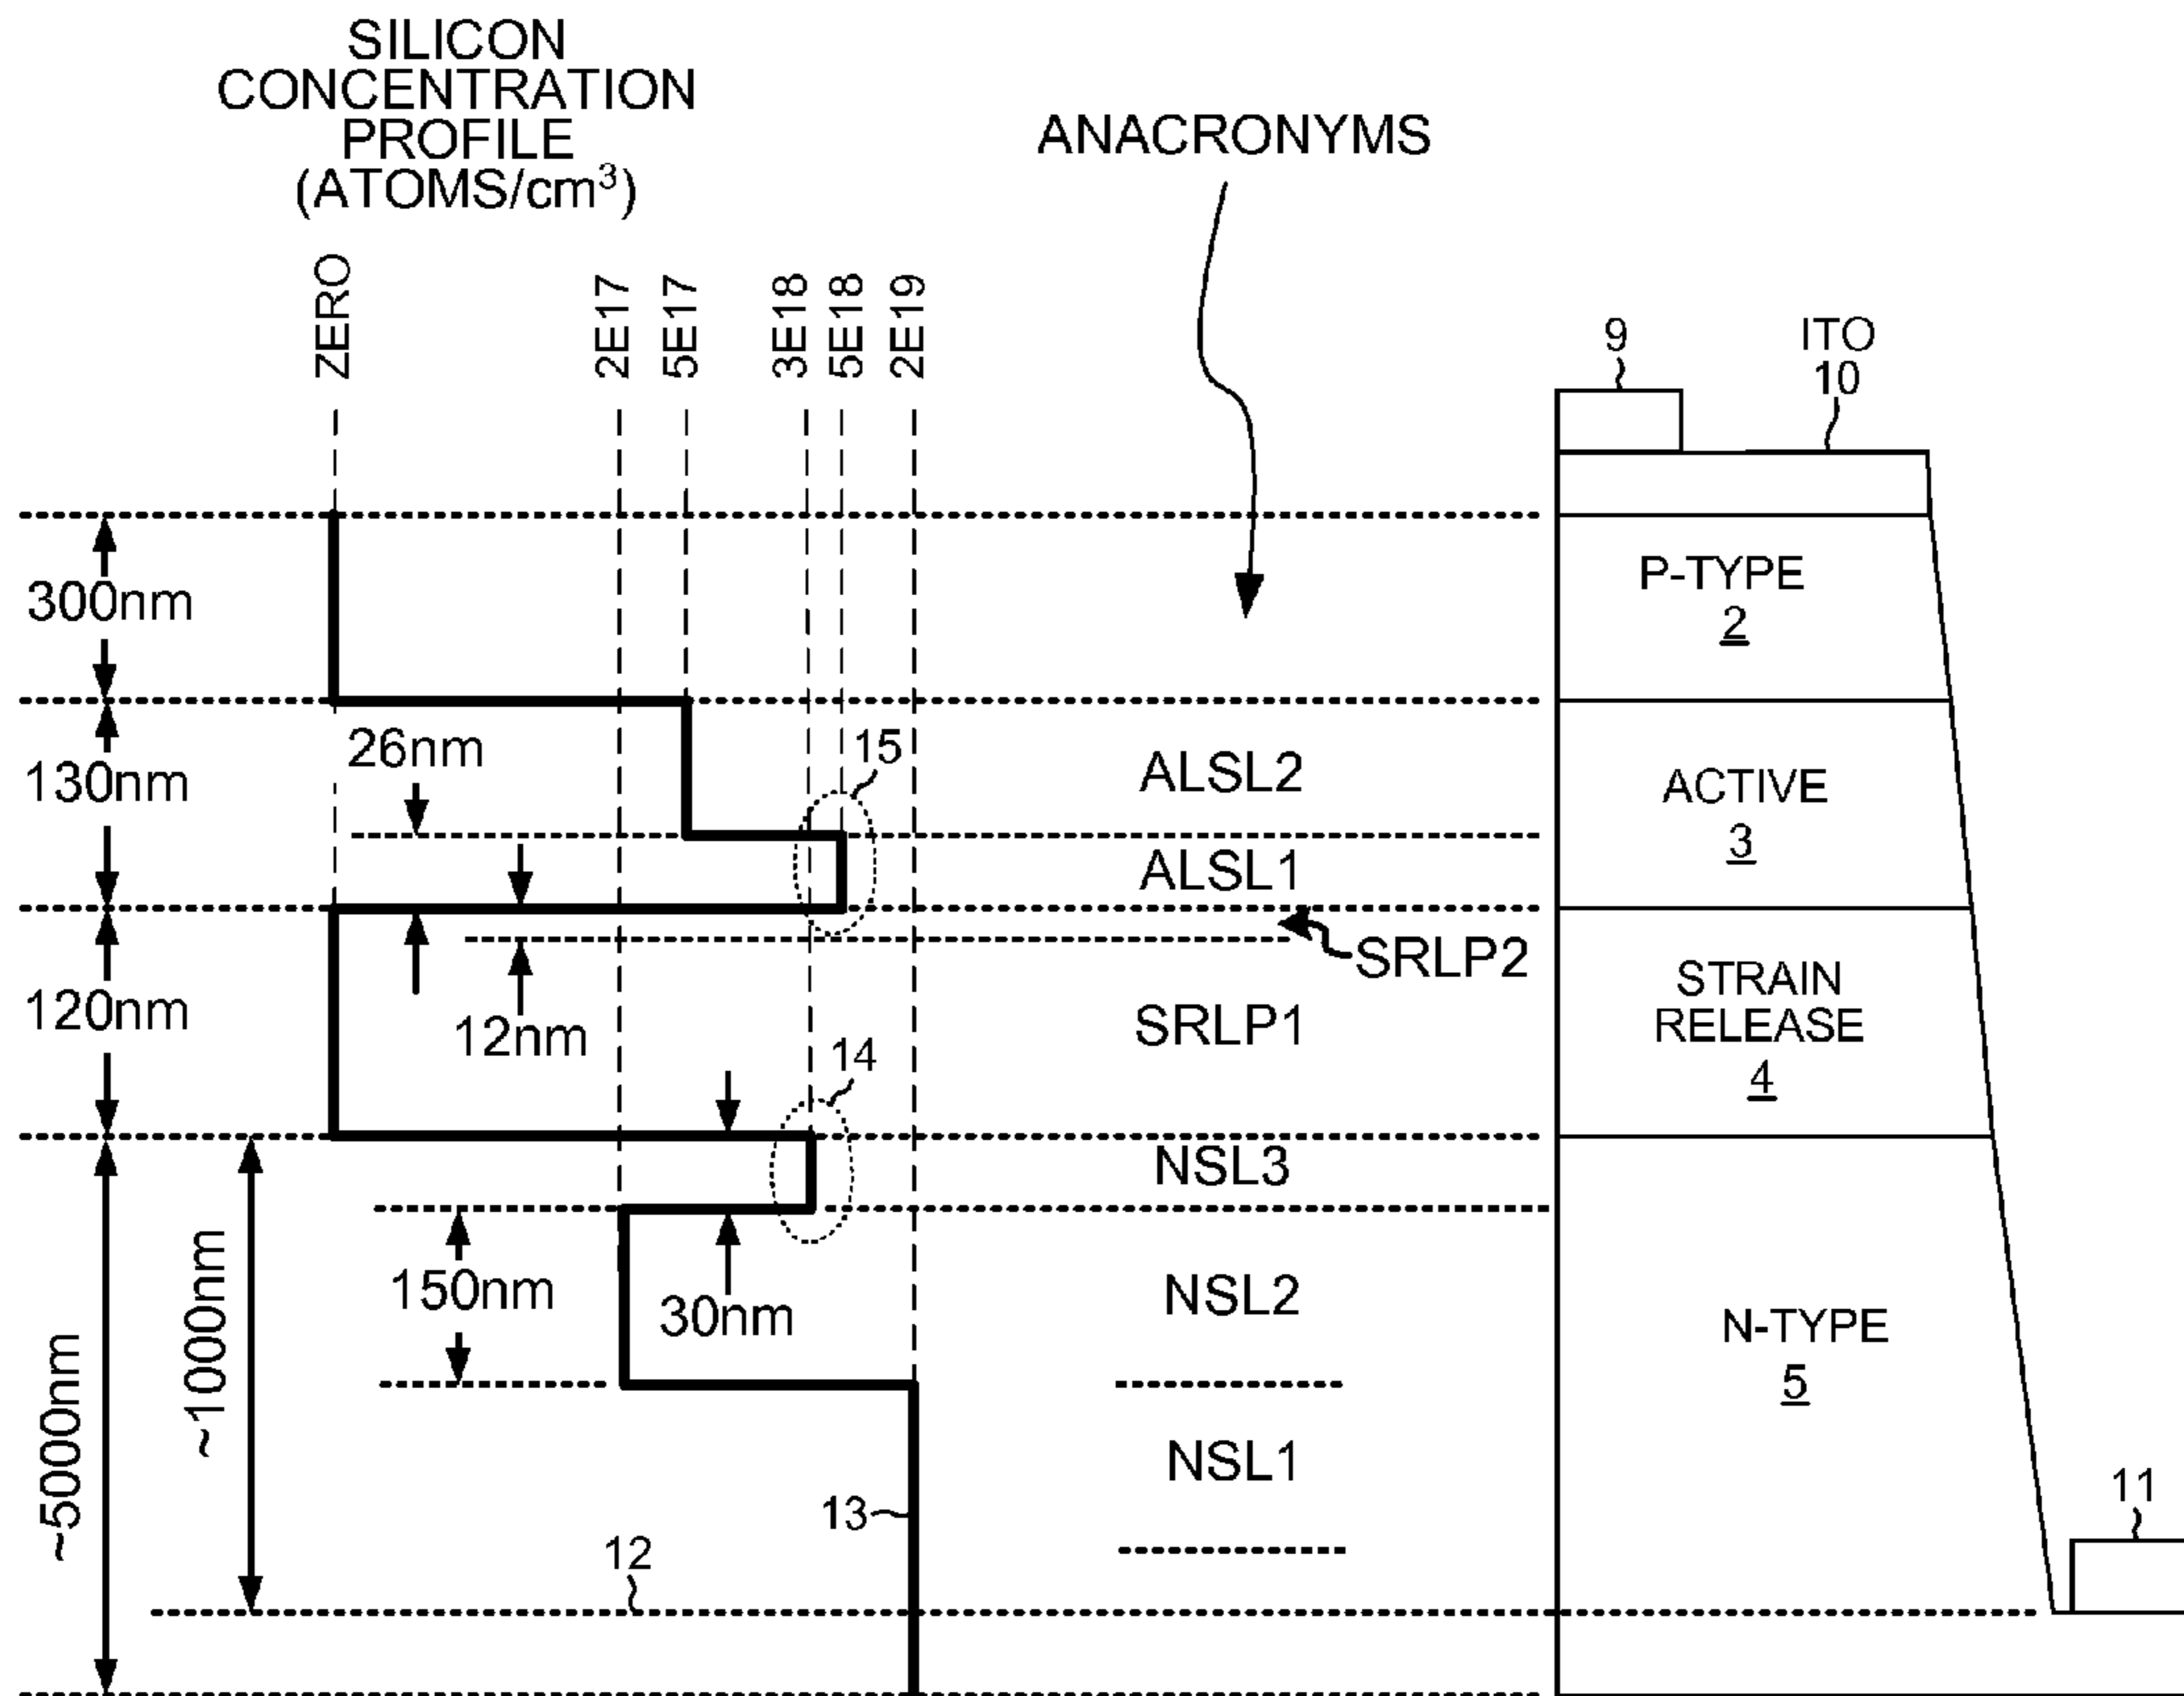 SILICON
CONCENTRATION
PROFILE
(ATOMS/cm³)
ANACRONYMS
ZERO
2E17
5E17
3E18
5E18
2E19
9
ITO
10
300nm
P-TYPE
2
130nm
26nm
15
ALSL2
ACTIVE
3
ALSL1
SRLP2
120nm
12nm
SRLP1
STRAIN
RELEASE
4
14
NSL3
~5000nm
~1000nm
150nm
30nm
NSL2
N-TYPE
5
NSL1
13
12
11